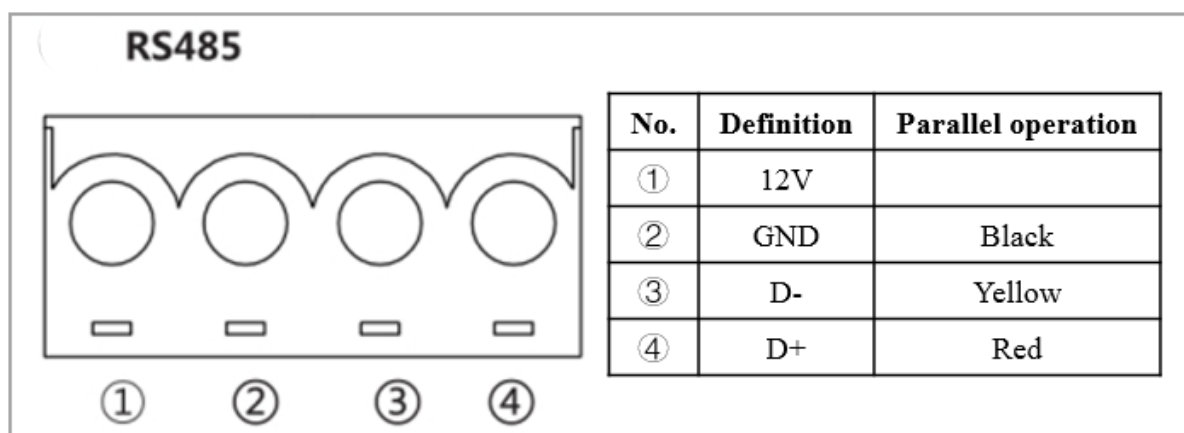 RS485
No. Definition Parallel operation
① 12V
② GND Black
③ D- Yellow
④ D+ Red
① ② ③ ④